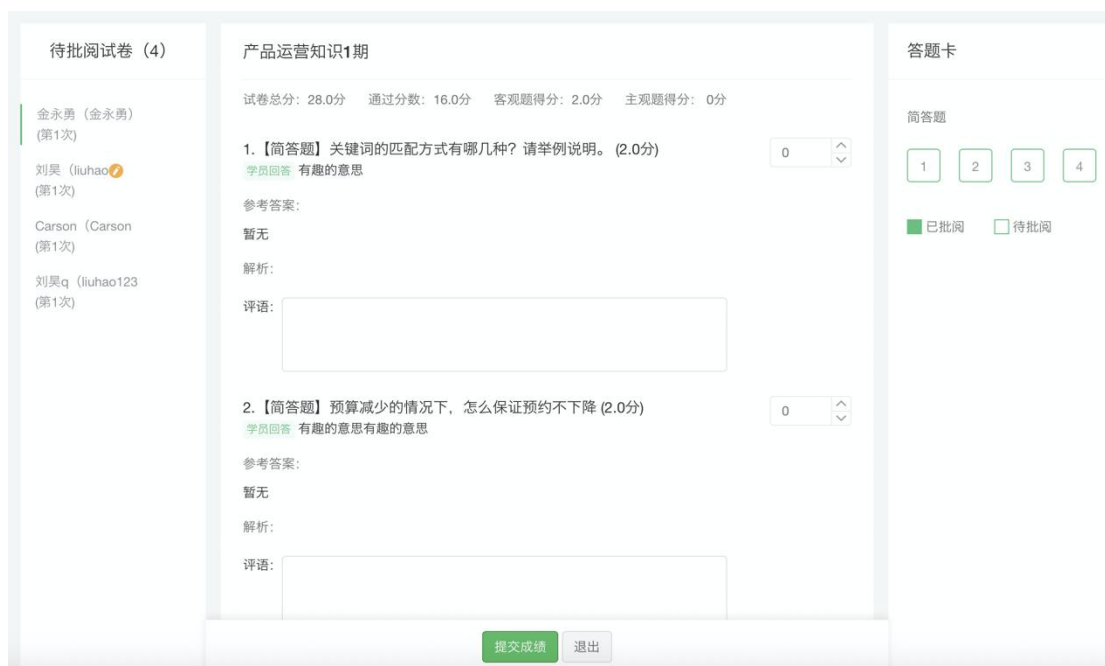 待批阅试卷（4）
金永勇（金永勇）
(第1次)
刘昊（liuhao
(第1次)
Carson（Carson
(第1次)
刘昊q（liuhao123
(第1次)
产品运营知识1期
试卷总分：28.0分 通过分数：16.0分 客观题得分：2.0分 主观题得分：0分
1.【简答题】关键词的匹配方式有哪几种？请举例说明。 (2.0分)
0
学员回答 有趣的意思
参考答案：
暂无
解析：
评语：
2.【简答题】预算减少的情况下，怎么保证预约不下降 (2.0分)
0
学员回答 有趣的意思有趣的意思
参考答案：
暂无
解析：
评语：
提交成绩 退出
答题卡
简答题
1 2 3 4
已批阅 待批阅